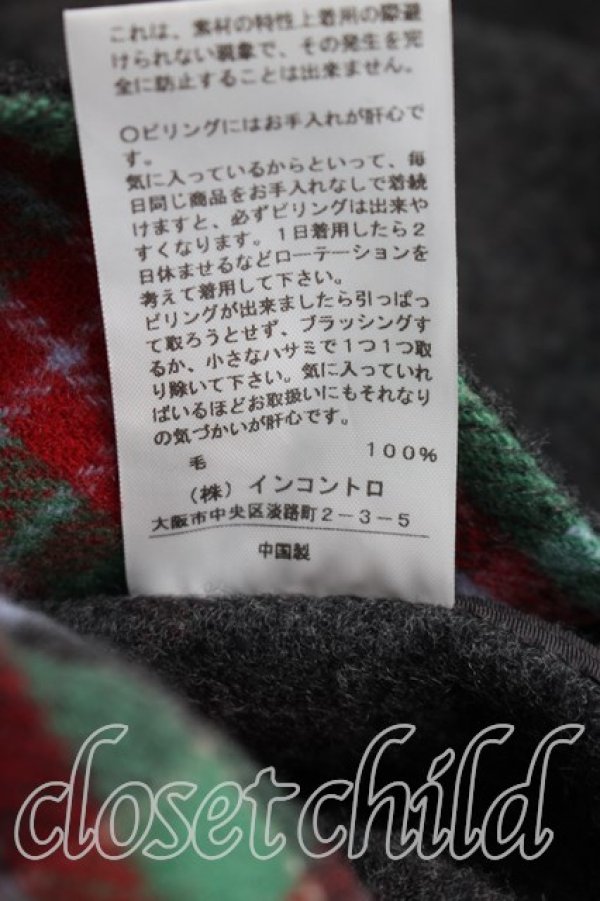 これは、素材の特性上着用の際避
けられない現象で、その発生を完
全に防止することは出来ません。
〇ピリングにはお手入れが肝心で
す。
気に入っているからといって、毎
日同じ商品をお手入れなしで着続
けますと、必ずピリングは出来や
すくなります。1日着用したら2
日休ませるなどローテーションを
考えて着用して下さい。
ピリングが出来ましたら引っぱっ
て取ろうとせず、ブラッシングす
るか、小さなハサミで1つ1つ取
り除いて下さい。気に入っていれ
ばいるほどお取扱いにもそれなり
の気づかいが肝心です。
毛 100%
(株)インコントロ
大阪市中央区淡路町2-3-5
中国製
closet child